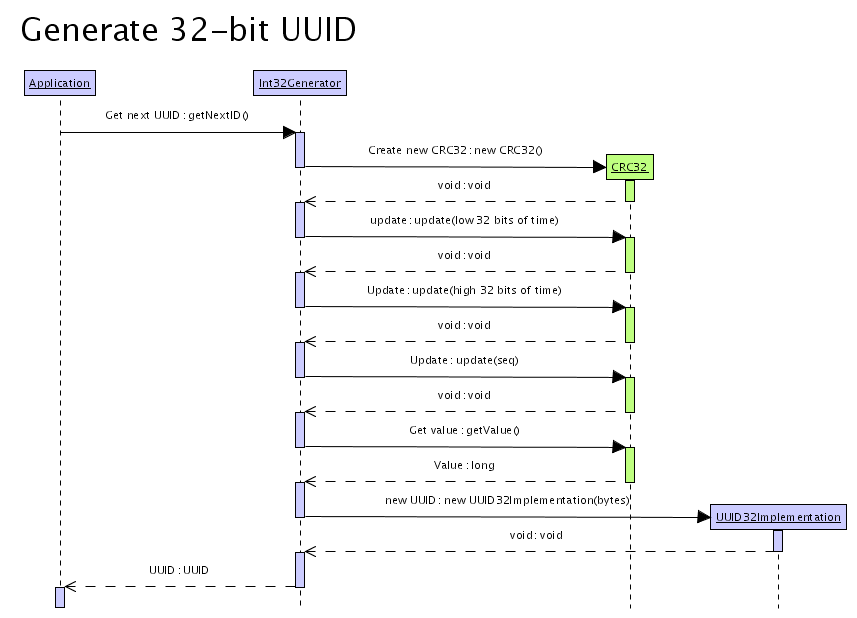 Generate 32-bit UUID
Application
Int32Generator
Get next UUID : getNextID()
Create new CRC32 : new CRC32()
CRC32
void : void
update : update(low 32 bits of time)
void : void
Update : update(high 32 bits of time)
void : void
Update : update(seq)
void : void
Get value : getValue()
Value : long
new UUID : new UUID32Implementation(bytes)
UUID32Implementation
void : void
UUID : UUID